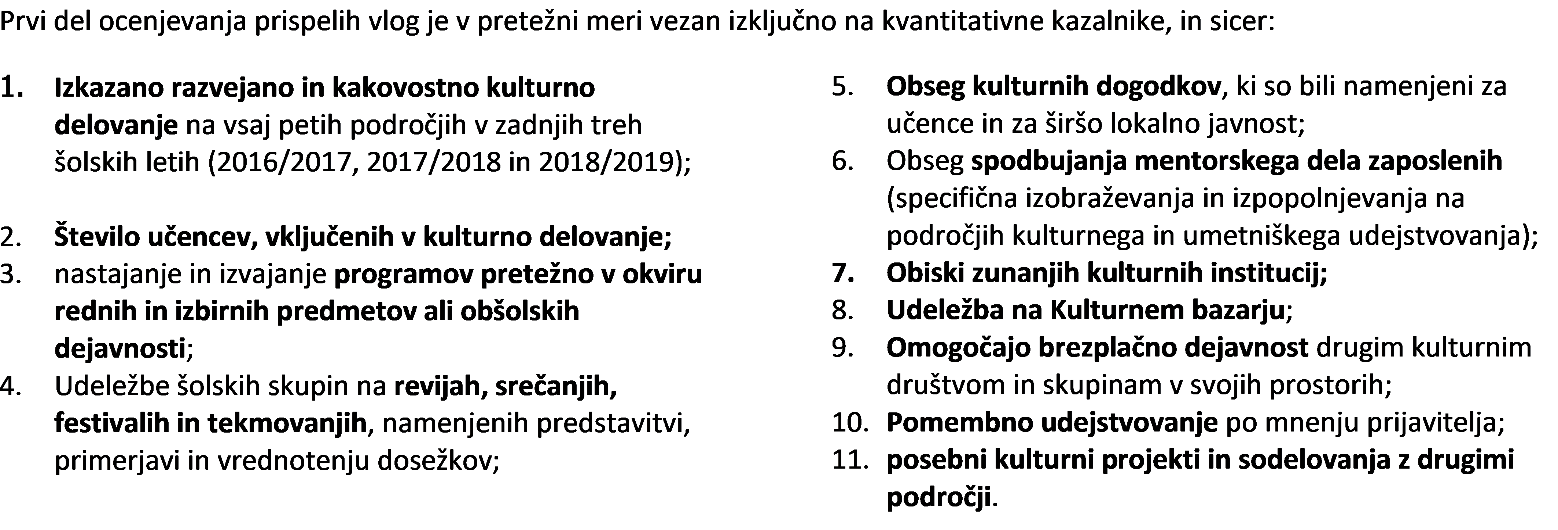 Prvi del ocenjevanja prispelih vlog je v pretežni meri vezan izključno na kvantitativne kazalnike, in sicer:
1. Izkazano razvejano in kakovostno kulturno
delovanje na vsaj petih področjih v zadnjih treh
šolskih letih (2016/2017, 2017/2018 in 2018/2019);
2. Število učencev, vključenih v kulturno delovanje;
3. nastajanje in izvajanje programov pretežno v okviru
rednih in izbirnih predmetov ali obšolskih
dejavnosti;
4. Udeležbe šolskih skupin na revijah, srečanjih,
festivalih in tekmovanjih, namenjenih predstavitvi,
primerjavi in vrednotenju dosežkov;
5. Obseg kulturnih dogodkov, ki so bili namenjeni za
učence in za širšo lokalno javnost;
6. Obseg spodbujanja mentorskega dela zaposlenih
(specifična izobraževanja in izpopolnjevanja na
področjih kulturnega in umetniškega udejstvovanja);
7. Obiski zunanjih kulturnih institucij;
8. Udeležba na Kulturnem bazarju;
9. Omogočajo brezplačno dejavnost drugim kulturnim
društvom in skupinam v svojih prostorih;
10. Pomembno udejstvovanje po mnenju prijavitelja;
11. posebni kulturni projekti in sodelovanja z drugimi
področji.